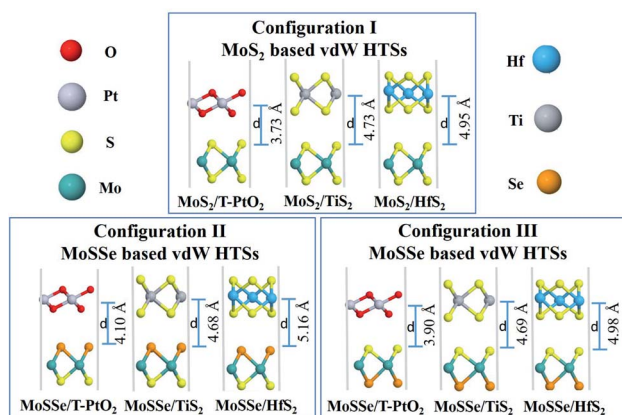 O
Pt
S
Mo
Configuration I
MoS₂ based vdW HTSs
d
3.73 Å
d
4.73 Å
d
4.95 Å
MoS₂/T-PtO₂ MoS₂/TiS₂ MoS₂/HfS₂
Hf
Ti
Se
Configuration II
MoSSe based vdW HTSs
d
4.10 Å
d
4.68 Å
d
5.16 Å
MoSSe/T-PtO₂ MoSSe/TiS₂ MoSSe/HfS₂
Configuration III
MoSSe based vdW HTSs
d
3.90 Å
d
4.69 Å
d
4.98 Å
MoSSe/T-PtO₂ MoSSe/TiS₂ MoSSe/HfS₂